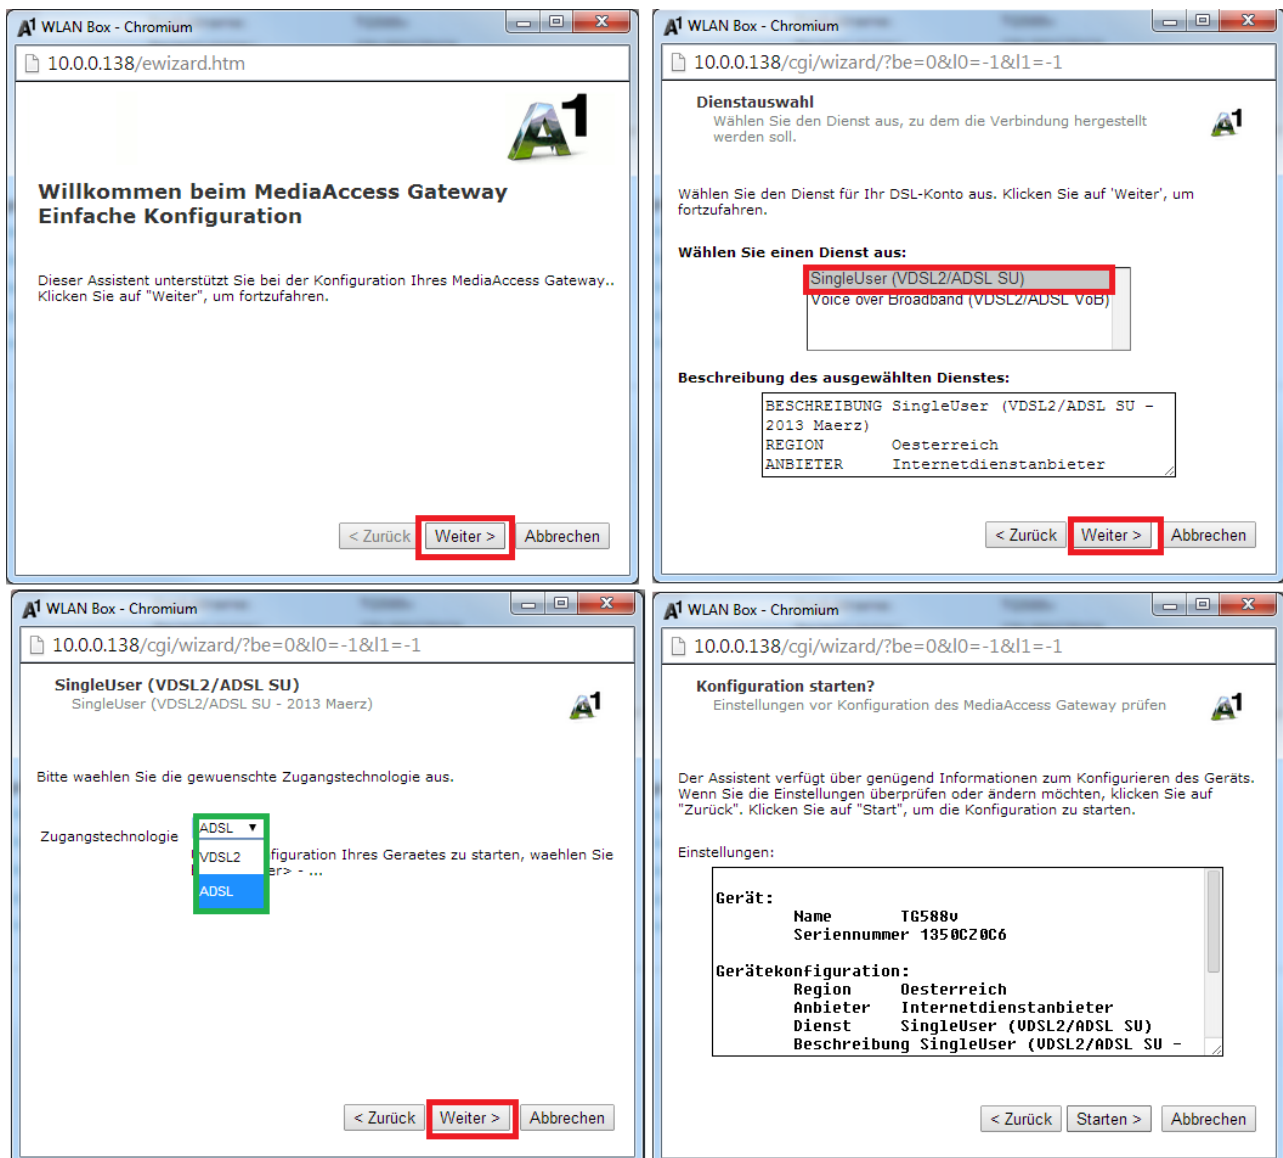 A1 WLAN Box - Chromium
10.0.0.138/ewizard.htm
A1
Willkommen beim MediaAccess Gateway
Einfache Konfiguration
Dieser Assistent unterstützt Sie bei der Konfiguration Ihres MediaAccess Gateway..
Klicken Sie auf "Weiter", um fortzufahren.
< Zurück Weiter > Abbrechen
A1 WLAN Box - Chromium
10.0.0.138/cgi/wizard/?be=0&l0=-1&l1=-1
Dienstauswahl
Wählen Sie den Dienst aus, zu dem die Verbindung hergestellt
werden soll.
A1
Wählen Sie den Dienst für Ihr DSL-Konto aus. Klicken Sie auf 'Weiter', um
fortzufahren.
Wählen Sie einen Dienst aus:
SingleUser (VDSL2/ADSL SU)
Voice over Broadband (VDSL2/ADSL VoB)
Beschreibung des ausgewählten Dienstes:
BESCHREIBUNG SingleUser (VDSL2/ADSL SU -
2013 Maerz)
REGION Oesterreich
ANBIETER Internetdienstanbieter
< Zurück Weiter > Abbrechen
A1 WLAN Box - Chromium
10.0.0.138/cgi/wizard/?be=0&l0=-1&l1=-1
SingleUser (VDSL2/ADSL SU)
SingleUser (VDSL2/ADSL SU - 2013 Maerz)
A1
Bitte waehlen Sie die gewuenschte Zugangstechnologie aus.
Zugangstechnologie ADSL
VDSL2 figuration Ihres Geraetes zu starten, waehlen Sie
er> - ...
ADSL
< Zurück Weiter > Abbrechen
A1 WLAN Box - Chromium
10.0.0.138/cgi/wizard/?be=0&l0=-1&l1=-1
Konfiguration starten?
Einstellungen vor Konfiguration des MediaAccess Gateway prüfen
A1
Der Assistent verfügt über genügend Informationen zum Konfigurieren des Geräts.
Wenn Sie die Einstellungen überprüfen oder ändern möchten, klicken Sie auf
"Zurück". Klicken Sie auf "Start", um die Konfiguration zu starten.
Einstellungen:
Gerät:
Name TG588v
Seriennummer 1350CZ0C6
Gerätekonfiguration:
Region Oesterreich
Anbieter Internetdienstanbieter
Dienst SingleUser (VDSL2/ADSL SU)
Beschreibung SingleUser (VDSL2/ADSL SU -
< Zurück Starten > Abbrechen